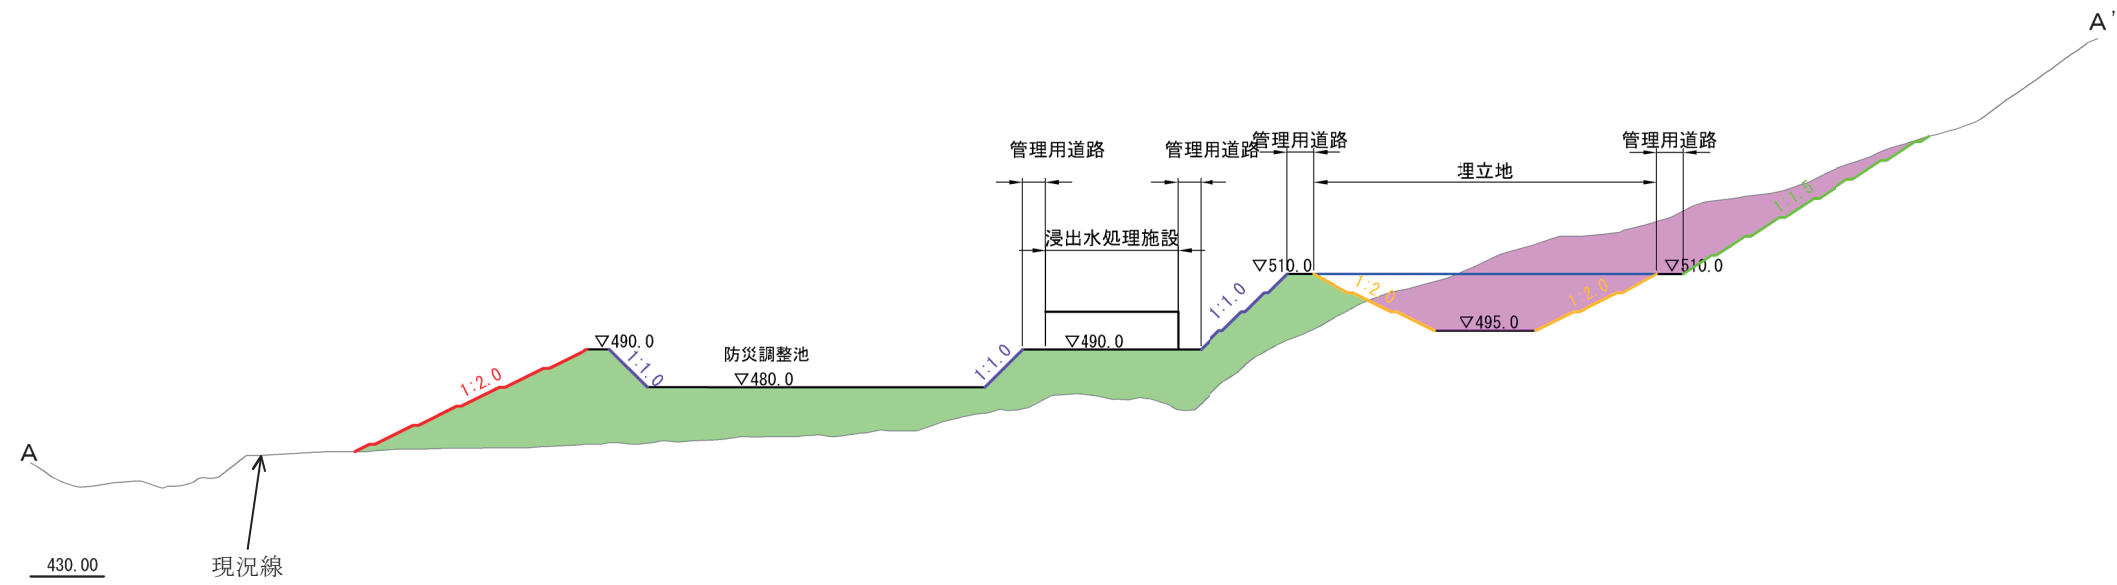 A'
管理用道路
管理用道路
管理用道路
管理用道路
埋立地
浸出水処理施設
▽510.0
▽510.0
1:1.5
1:2.0
1:2.0
▽495.0
1:1.0
▽490.0
▽490.0
防災調整池
1:1.0
1:1.0
▽480.0
1:2.0
A
現況線
430.00